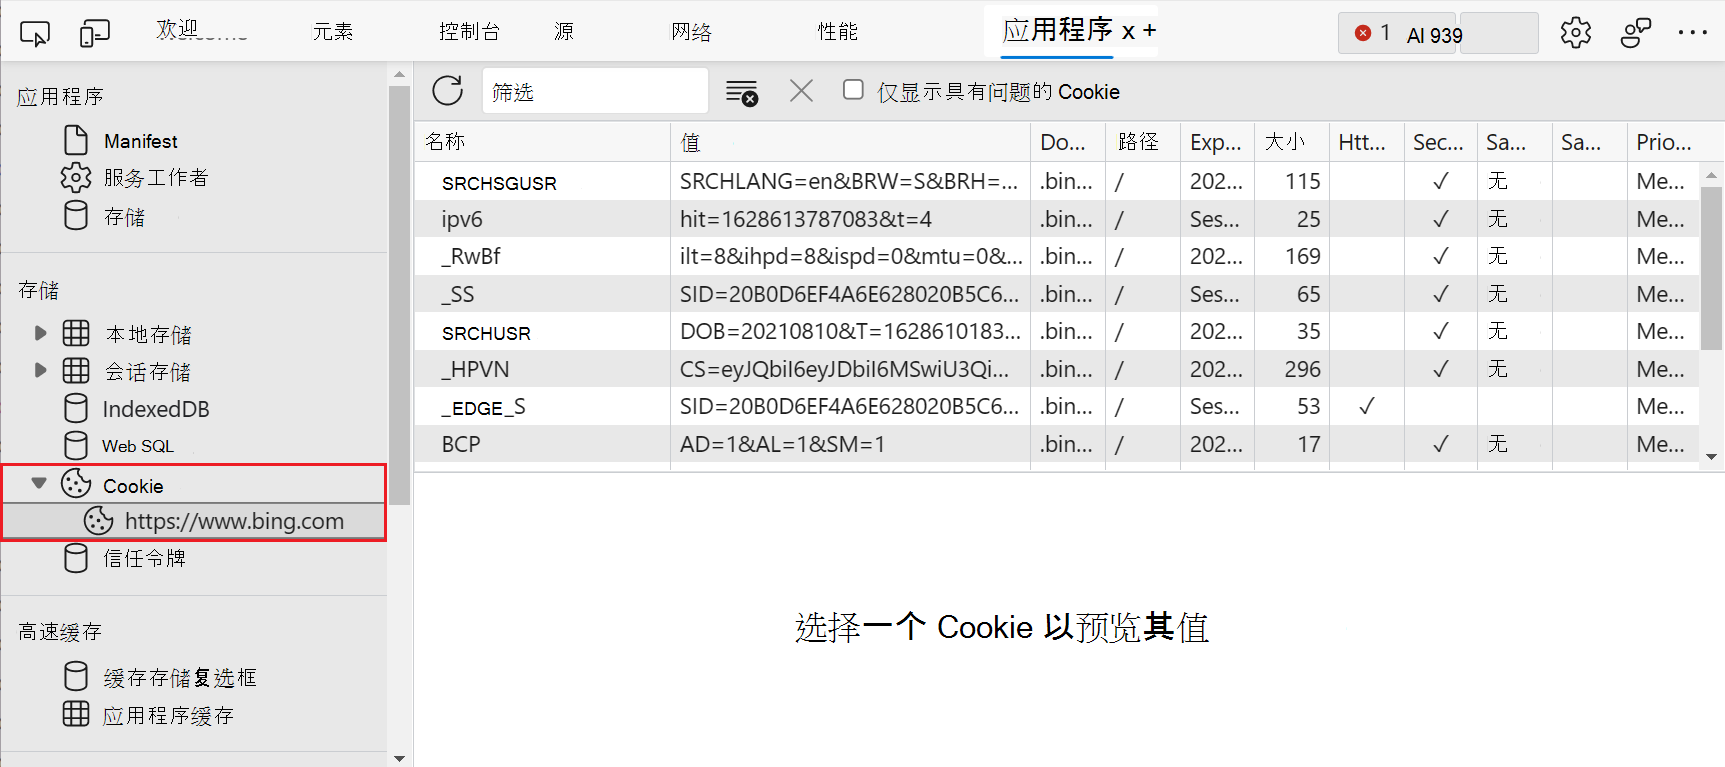 欢迎 元素 控制台 源 网络 性能 应用程序 x + 1 AI 939
应用程序
Manifest
服务工作者
存储
存储
本地存储
会话存储
IndexedDB
Web SQL
Cookie
https://www.bing.com
信任令牌
高速缓存
缓存存储复选框
应用程序缓存
筛选 仅显示具有问题的 Cookie
名称 值 Do... 路径 Exp... 大小 Htt... Sec... Sa... Sa... Prio...
SRCHSGUSR SRCHLANG=en&BRW=S&BRH=... .bin... / 202... 115 ✓ 无 Me...
ipv6 hit=1628613787083&t=4 .bin... / Ses... 25 ✓ 无 Me...
_RwBf ilt=8&ihpd=8&ispd=0&mtu=0&... .bin... / 202... 169 ✓ 无 Me...
_SS SID=20B0D6EF4A6E628020B5C6... .bin... / Ses... 65 ✓ 无 Me...
SRCHUSR DOB=20210810&T=1628610183... .bin... / 202... 35 ✓ 无 Me...
_HPVN CS=eyJQbiI6eyJDbiI6MSwiU3Qi... .bin... / 202... 296 ✓ 无 Me...
_EDGE_S SID=20B0D6EF4A6E628020B5C6... .bin... / Ses... 53 ✓ Me...
BCP AD=1&AL=1&SM=1 .bin... / 202... 17 ✓ 无 Me...
选择一个 Cookie 以预览其值